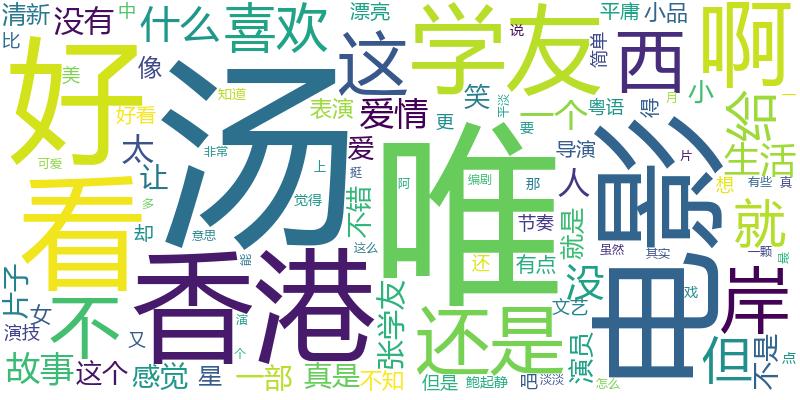 清新
没有
中
什么
喜欢
漂亮
这
学友
平庸
小品
西
啊
比
好
像
汤
笑
简单
说
美
知道
表演
爱情
一个
粤语
得
小
给
月
一
好看
更
平淡
要
唯
电影
看
太
非常
爱
不错
导演
生活
可爱
让
上
挺
阿
编剧
那
人
片
想
有些
真
多
觉得
节奏
就是
就
却
意思
香港
这么
还
有点
没
虽然
其实
一颗
最
片子
女
不
能
张学友
还是
文艺
戏
岸
演技
又
演
但是
演员
但
不是
点
故事
这个
感觉
星
个
一部
真是
不知
鲍起静
吧
淡淡
怎么